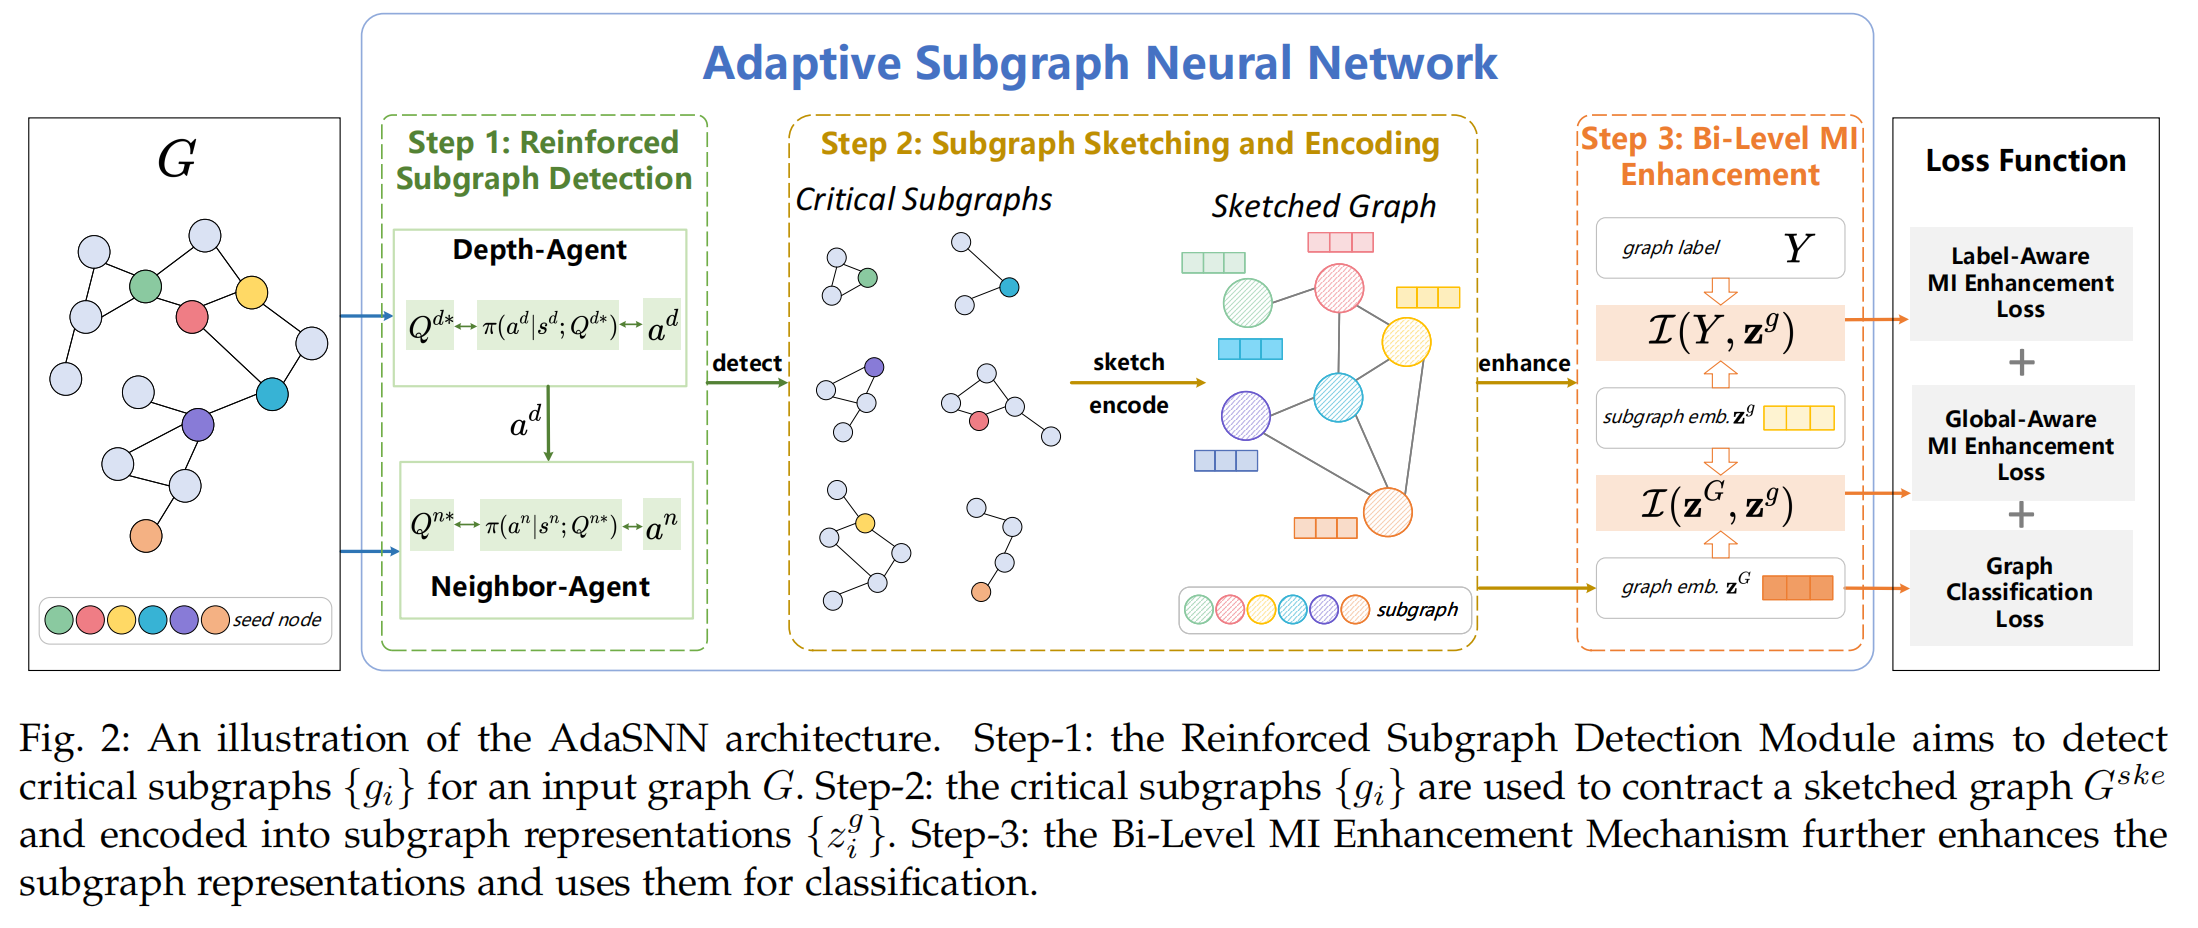 Adaptive Subgraph Neural Network
G
seed node
Step 1: Reinforced
Subgraph Detection
Depth-Agent
Q^{d*} π(a^d|s^d; Q^{d*}) a^d
a^d
Q^{n*} π(a^n|s^n; Q^{n*}) a^n
Neighbor-Agent
detect
Step 2: Subgraph Sketching and Encoding
Critical Subgraphs
Sketched Graph
sketch
encode
subgraph
enhance
Step 3: Bi-Level MI
Enhancement
graph label Y
I(Y, z^g)
subgraph emb. z^g
I(z^G, z^g)
graph emb. z^G
Loss Function
Label-Aware
MI Enhancement
Loss
+
Global-Aware
MI Enhancement
Loss
+
Graph
Classification
Loss
Fig. 2: An illustration of the AdaSNN architecture. Step-1: the Reinforced Subgraph Detection Module aims to detect
critical subgraphs {g_i} for an input graph G. Step-2: the critical subgraphs {g_i} are used to contract a sketched graph G^{ske}
and encoded into subgraph representations {z_i^g}. Step-3: the Bi-Level MI Enhancement Mechanism further enhances the
subgraph representations and uses them for classification.